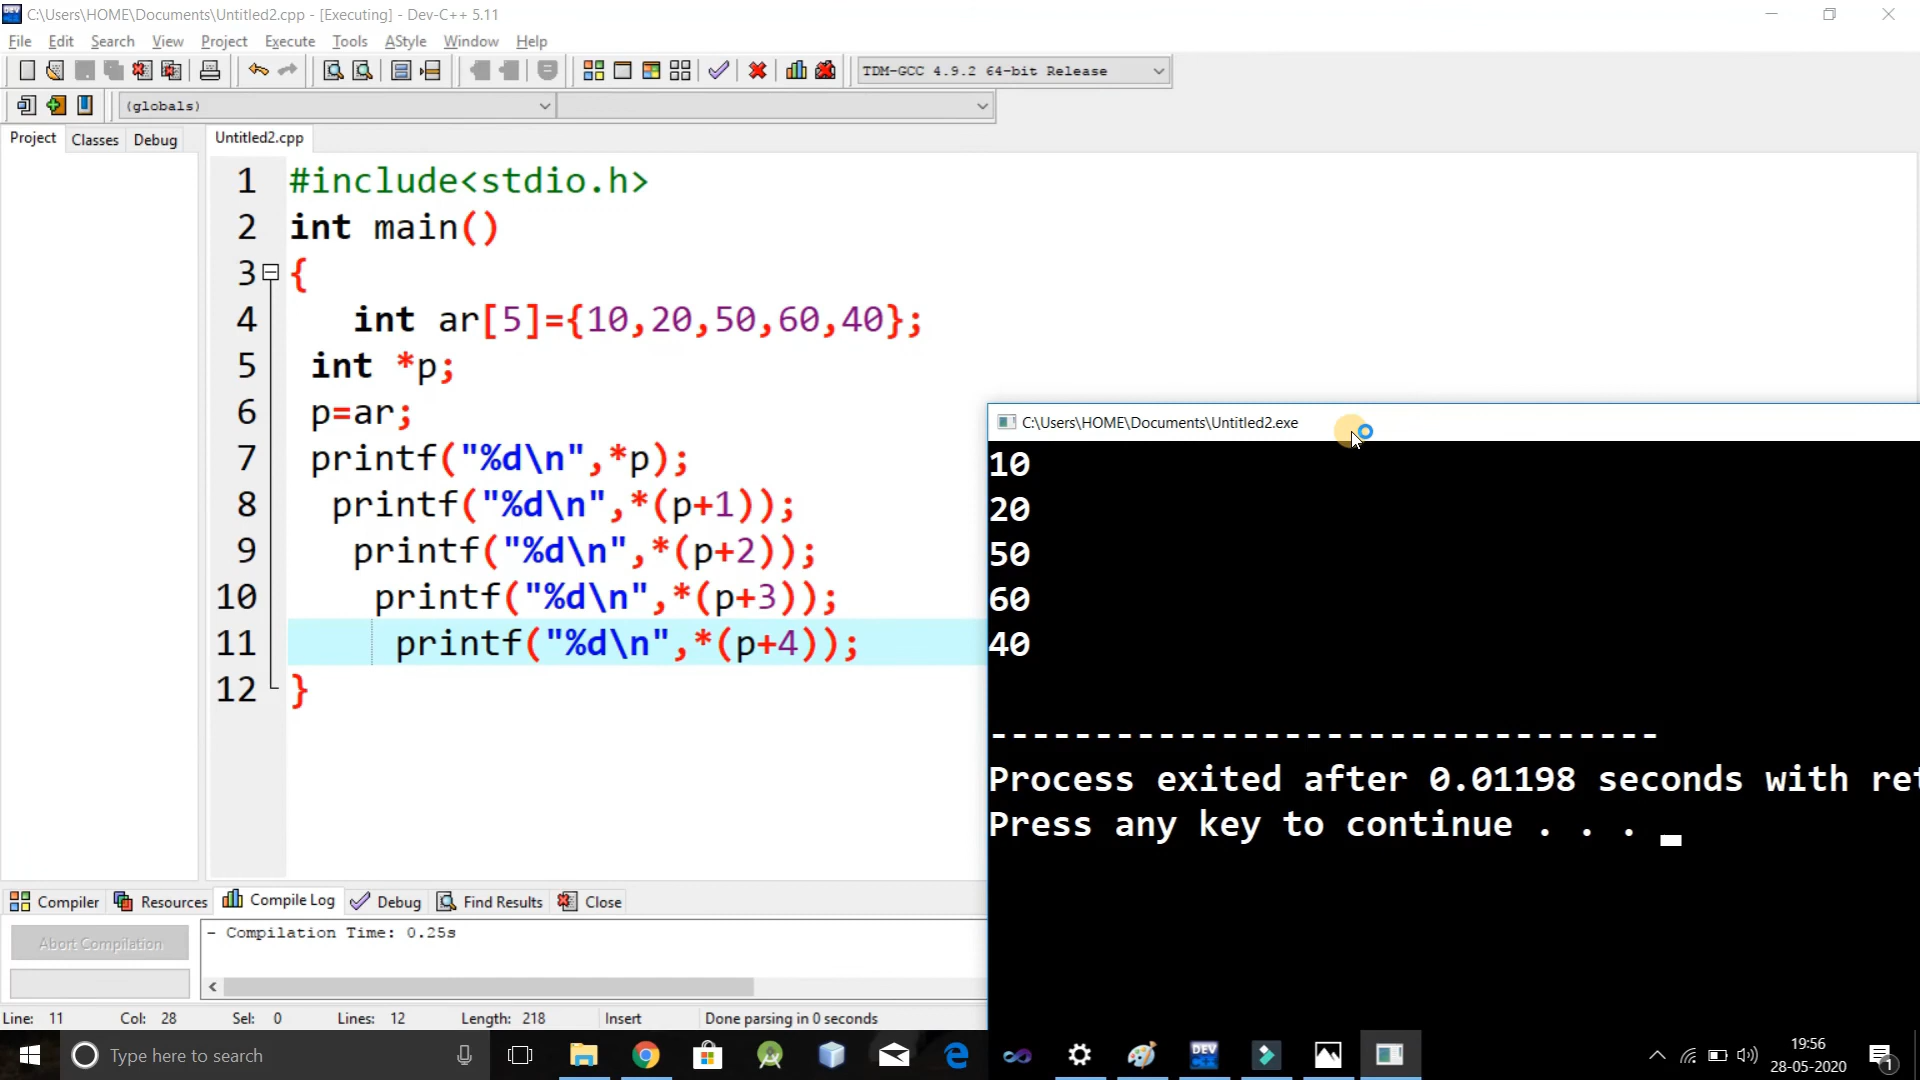 C:\Users\HOME\Documents\Untitled2.cpp - [Executing] - Dev-C++ 5.11
File Edit Search View Project Execute Tools AStyle Window Help
TDM-GCC 4.9.2 64-bit Release
(globals)
Project Classes Debug Untitled2.cpp
1 #include<stdio.h>
2 int main()
3 {
4 int ar[5]={10,20,50,60,40};
5 int *p;
6 p=ar;
7 printf("%d\n",*p);
8 printf("%d\n",*(p+1));
9 printf("%d\n",*(p+2));
10 printf("%d\n",*(p+3));
11 printf("%d\n",*(p+4));
12 }
C:\Users\HOME\Documents\Untitled2.exe
10
20
50
60
40
--------------------------------
Process exited after 0.01198 seconds with ret
Press any key to continue . . .
Compiler Resources Compile Log Debug Find Results Close
Abort Compilation
- Compilation Time: 0.25s
Line: 11 Col: 28 Sel: 0 Lines: 12 Length: 218 Insert Done parsing in 0 seconds
Type here to search
DEV C++
19:56
28-05-2020
1